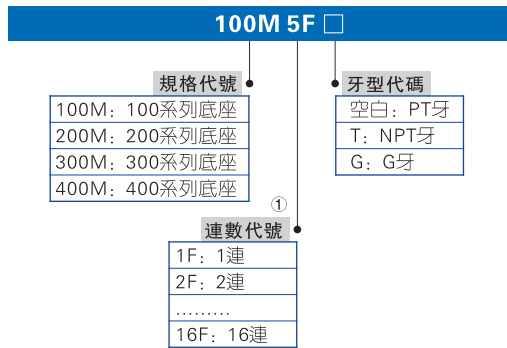 100M 5F □
規格代號
100M：100系列底座
200M：200系列底座
300M：300系列底座
400M：400系列底座
牙型代碼
空白：PT牙
T：NPT牙
G：G牙
①
連數代號
1F：1連
2F：2連
.........
16F：16連